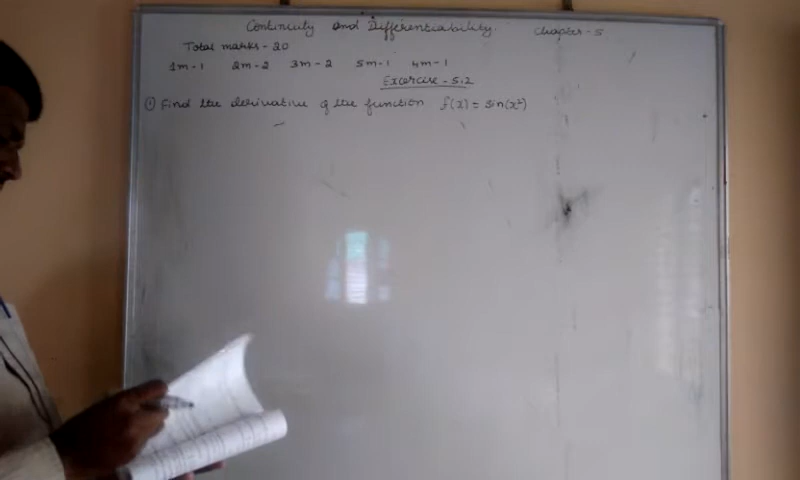 Continuity and Differentiability. Chapter - 5
Total marks - 20
1m - 1 2m - 2 3m - 2 5m - 1 4m - 1
Exercise - 5.2
① Find the derivative of the function f(x) = sin(x²)